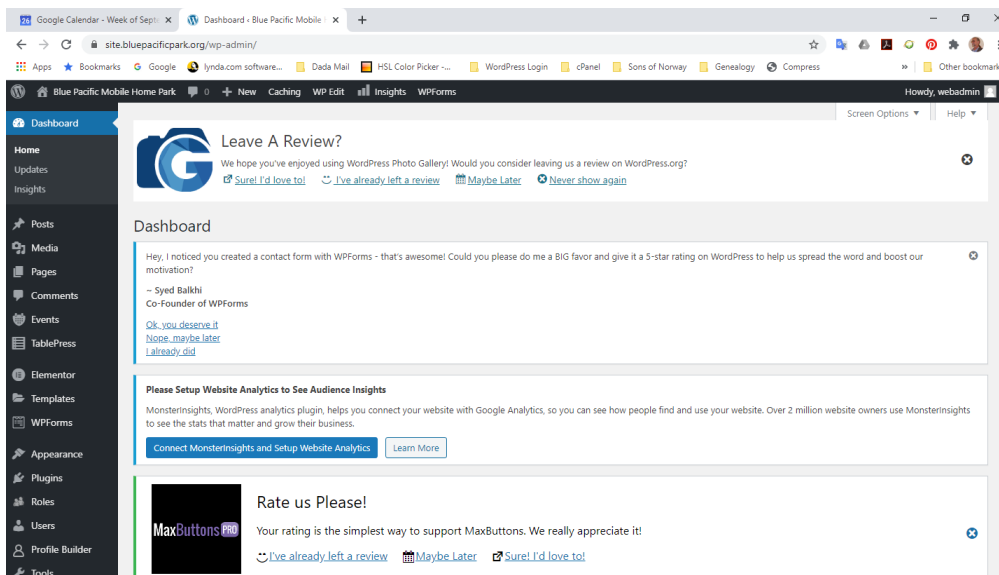 26 Google Calendar - Week of Septe
Dashboard ‹ Blue Pacific Mobile H
site.bluepacificpark.org/wp-admin/
Apps Bookmarks Google lynda.com software... Dada Mail HSL Color Picker -... WordPress Login cPanel Sons of Norway Genealogy Compress » Other bookmark
Blue Pacific Mobile Home Park 0 + New Caching WP Edit Insights WPForms Howdy, webadmin
Screen Options ▼ Help ▼
Dashboard
Home
Updates
Insights
Posts
Media
Pages
Comments
Events
TablePress
Elementor
Templates
WPForms
Appearance
Plugins
Roles
Users
Profile Builder
Tools
Leave A Review?
We hope you've enjoyed using WordPress Photo Gallery! Would you consider leaving us a review on WordPress.org?
Sure! I'd love to! I've already left a review Maybe Later Never show again
Dashboard
Hey, I noticed you created a contact form with WPForms - that's awesome! Could you please do me a BIG favor and give it a 5-star rating on WordPress to help us spread the word and boost our
motivation?
~ Syed Balkhi
Co-Founder of WPForms
Ok, you deserve it
Nope, maybe later
I already did
Please Setup Website Analytics to See Audience Insights
MonsterInsights, WordPress analytics plugin, helps you connect your website with Google Analytics, so you can see how people find and use your website. Over 2 million website owners use MonsterInsights
to see the stats that matter and grow their business.
Connect MonsterInsights and Setup Website Analytics Learn More
MaxButtons PRO
Rate us Please!
Your rating is the simplest way to support MaxButtons. We really appreciate it!
I've already left a review Maybe Later Sure! I'd love to!